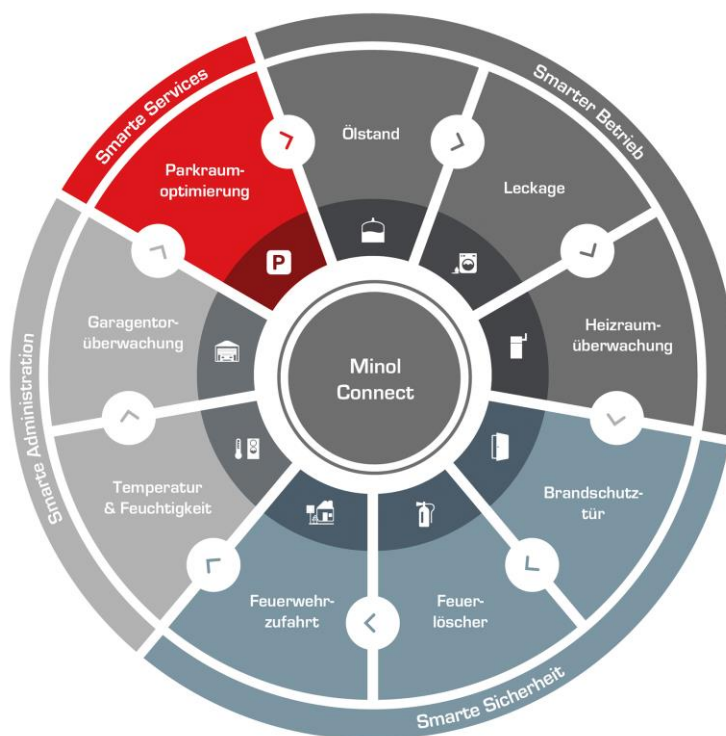 Smarte Services
Smarter Betrieb
Ölstand
Parkraum-
optimierung
Leckage
P
Garagentor-
überwachung
Heizraum-
überwachung
Minol
Connect
Smarte Administration
Temperatur
& Feuchtigkeit
Brandschutz-
tür
Feuerwehr-
zufahrt
Feuer-
löscher
Smarte Sicherheit